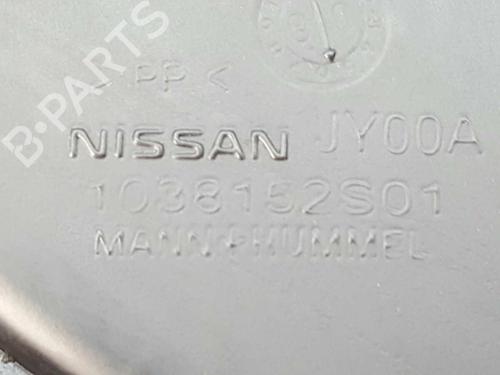 B·PARTS
> PP <
NISSAN JY00A
1038152S01
MANN+HUMMEL